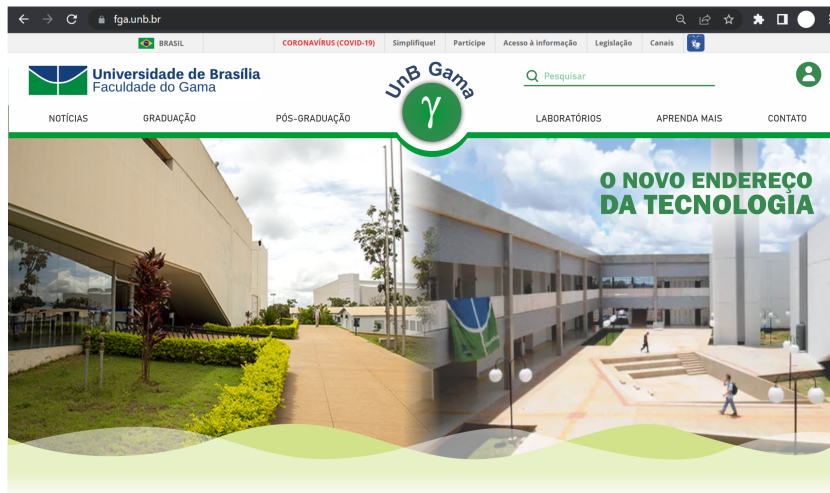 fga.unb.br
BRASIL
CORONAVÍRUS (COVID-19)
Simplifique!
Participe
Acesso à informação
Legislação
Canais
Universidade de Brasília
Faculdade do Gama
UnB Gama
γ
Pesquisar
NOTÍCIAS
GRADUAÇÃO
PÓS-GRADUAÇÃO
LABORATÓRIOS
APRENDA MAIS
CONTATO
O NOVO ENDEREÇO
DA TECNOLOGIA